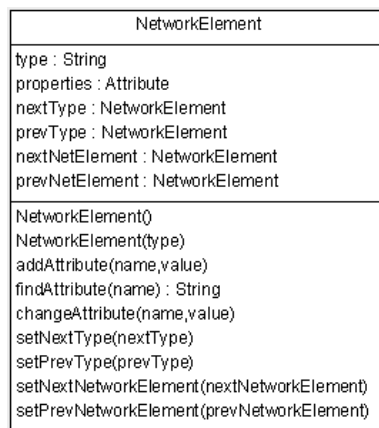 NetworkElement
type : String
properties : Attribute
nextType : NetworkElement
prevType : NetworkElement
nextNetElement : NetworkElement
prevNetElement : NetworkElement
NetworkElement()
NetworkElement(type)
addAttribute(name,value)
findAttribute(name) : String
changeAttribute(name,value)
setNextType(nextType)
setPrevType(prevType)
setNextNetworkElement(nextNetworkElement)
setPrevNetworkElement(prevNetworkElement)